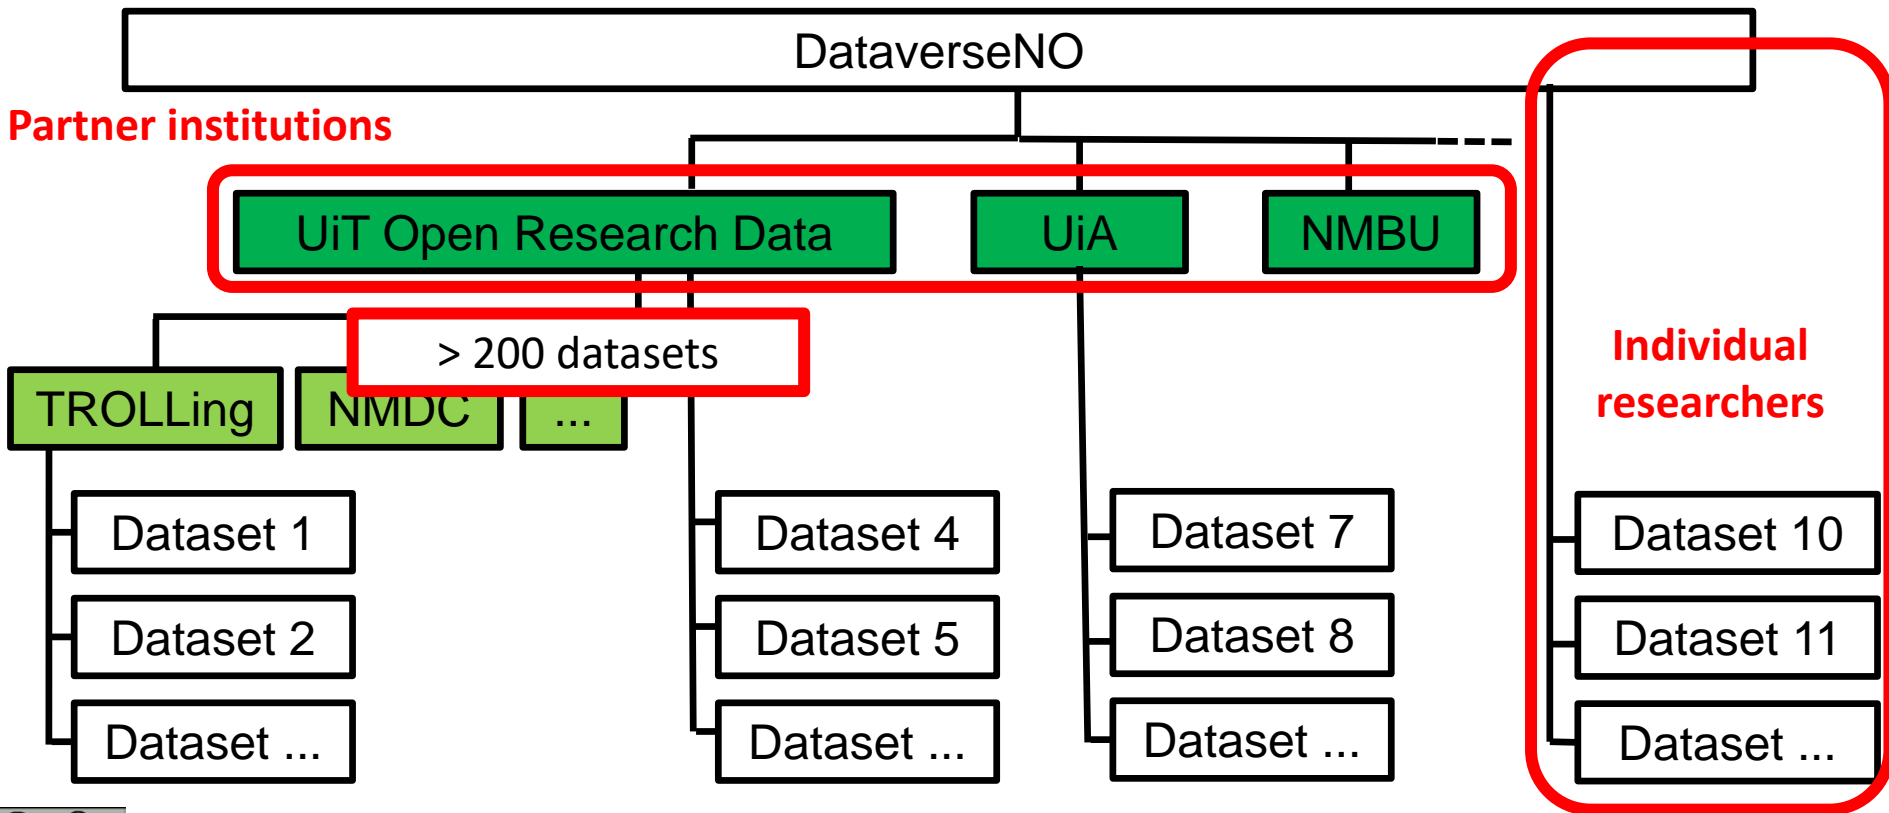 DataverseNO
Partner institutions
UiT Open Research Data
UiA
NMBU
> 200 datasets
Individual
researchers
TROLLing
NMDC
...
Dataset 1
Dataset 4
Dataset 7
Dataset 10
Dataset 2
Dataset 5
Dataset 8
Dataset 11
Dataset ...
Dataset ...
Dataset ...
Dataset ...